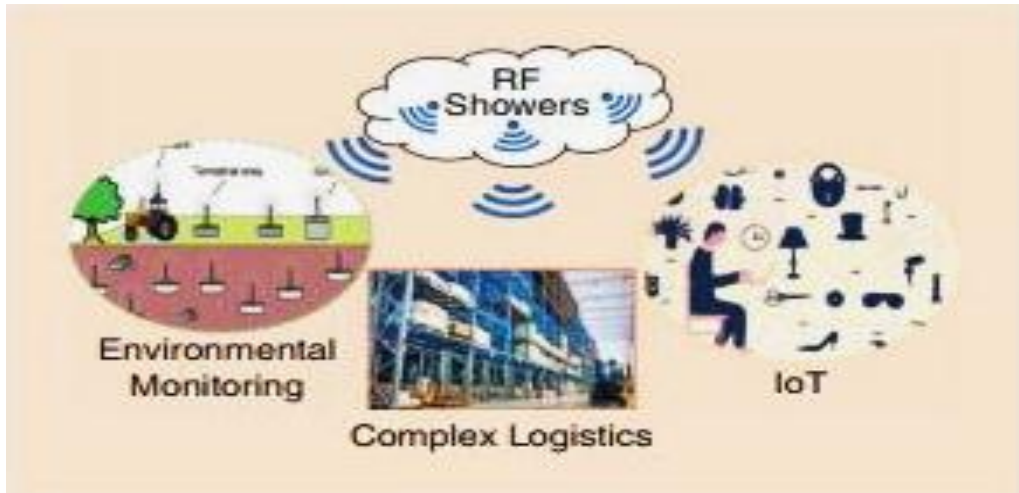 RF
Showers
Environmental
Monitoring
Complex Logistics
IoT